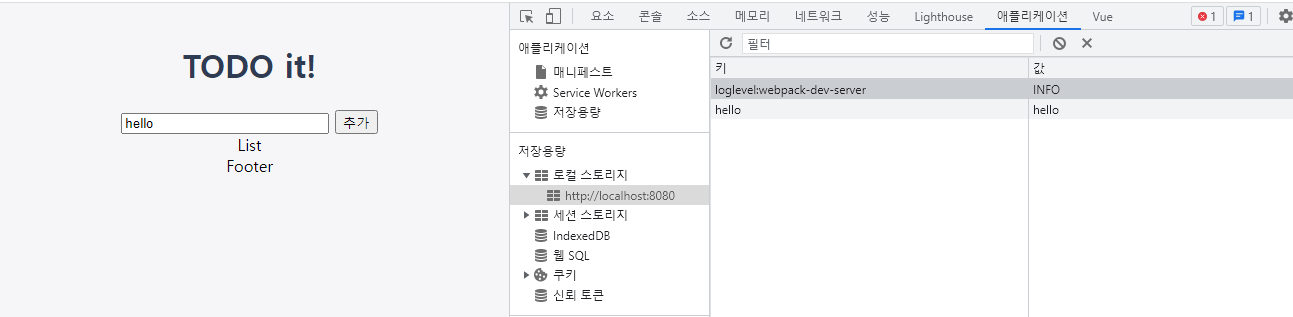 TODO it!
hello 추가
List
Footer
요소 콘솔 소스 메모리 네트워크 성능 Lighthouse 애플리케이션 Vue 1 1
애플리케이션
매니페스트
Service Workers
저장용량
저장용량
로컬 스토리지
http://localhost:8080
세션 스토리지
IndexedDB
웹 SQL
쿠키
신뢰 토큰
필터
키 값
loglevel:webpack-dev-server INFO
hello hello